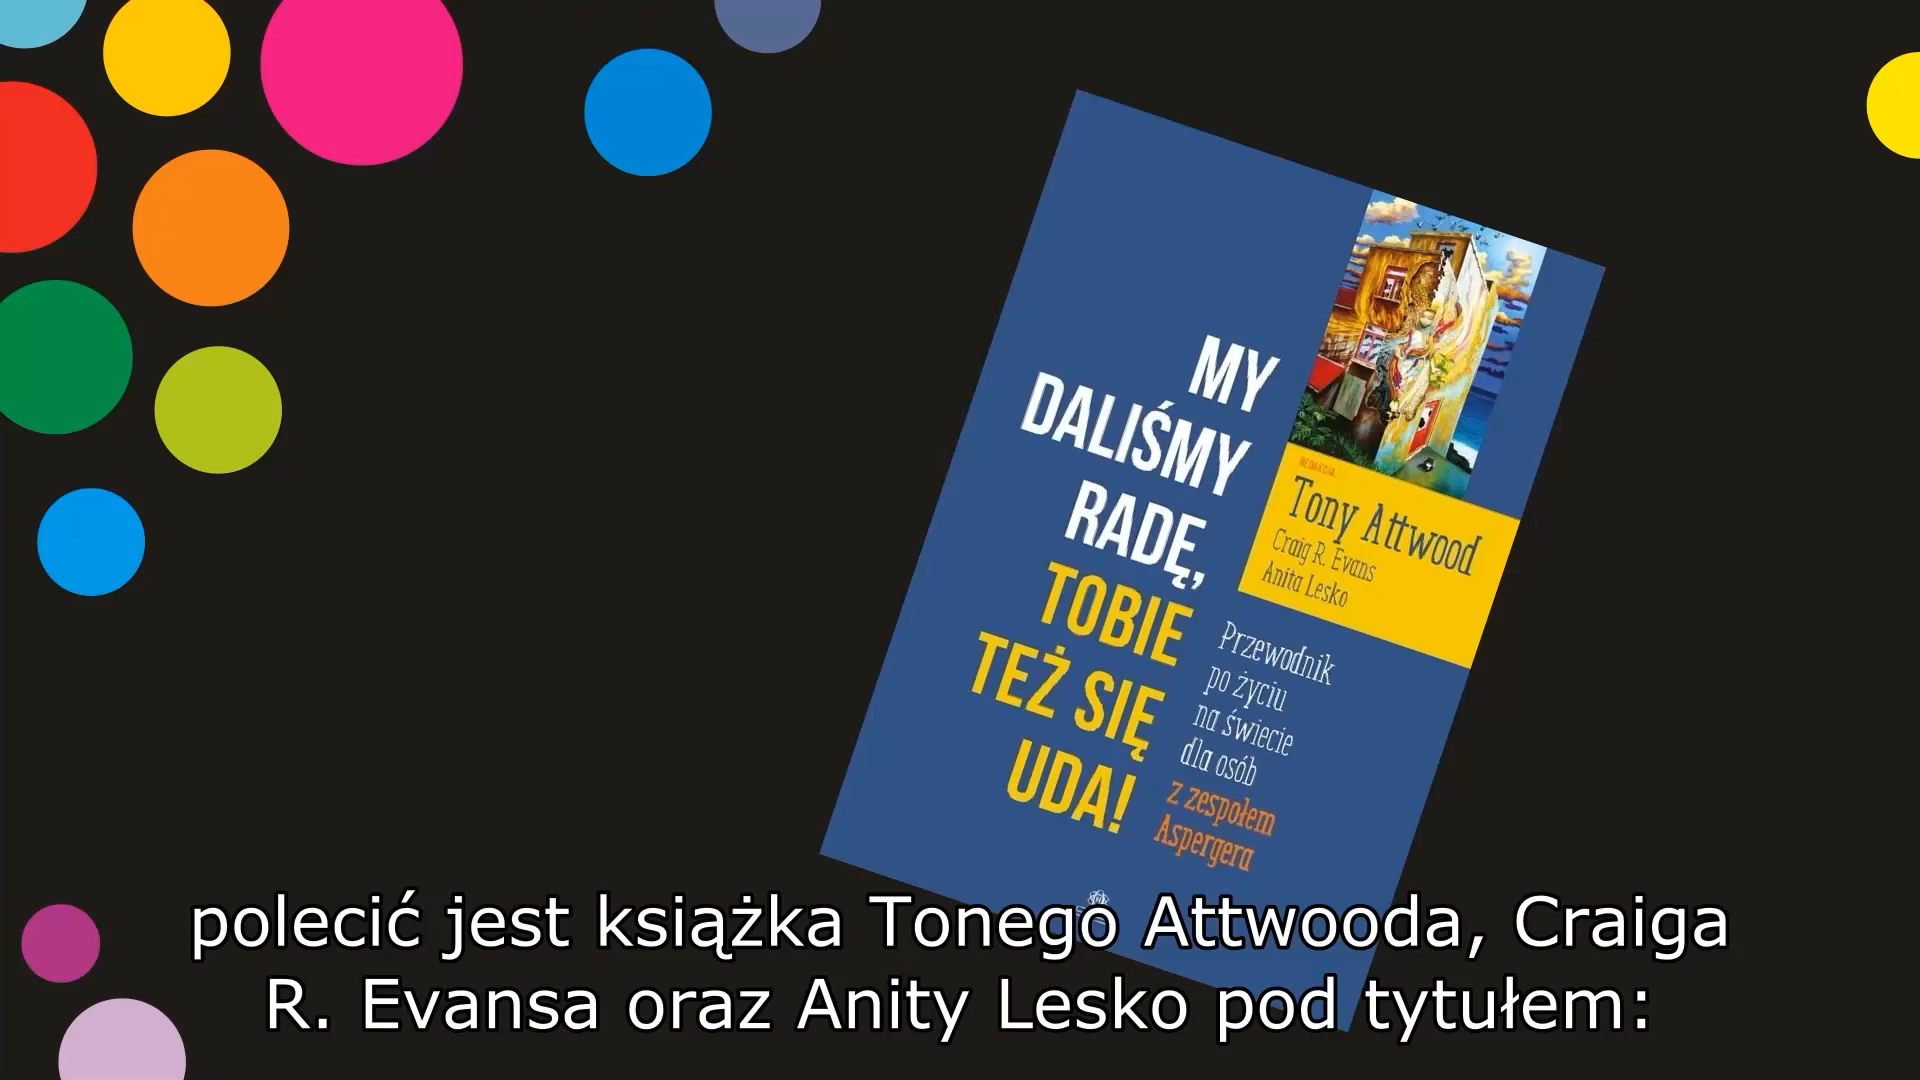 MY
DALIŚMY
RADĘ,
TOBIE
TEŻ SIĘ
UDA!
REDAKCJA:
Tony Attwood
Craig R. Evans
Anita Lesko
Przewodnik
po życiu
na świecie
dla osób
z zespołem
Aspergera
polecić jest książka Tonego Attwooda, Craiga
R. Evansa oraz Anity Lesko pod tytułem: